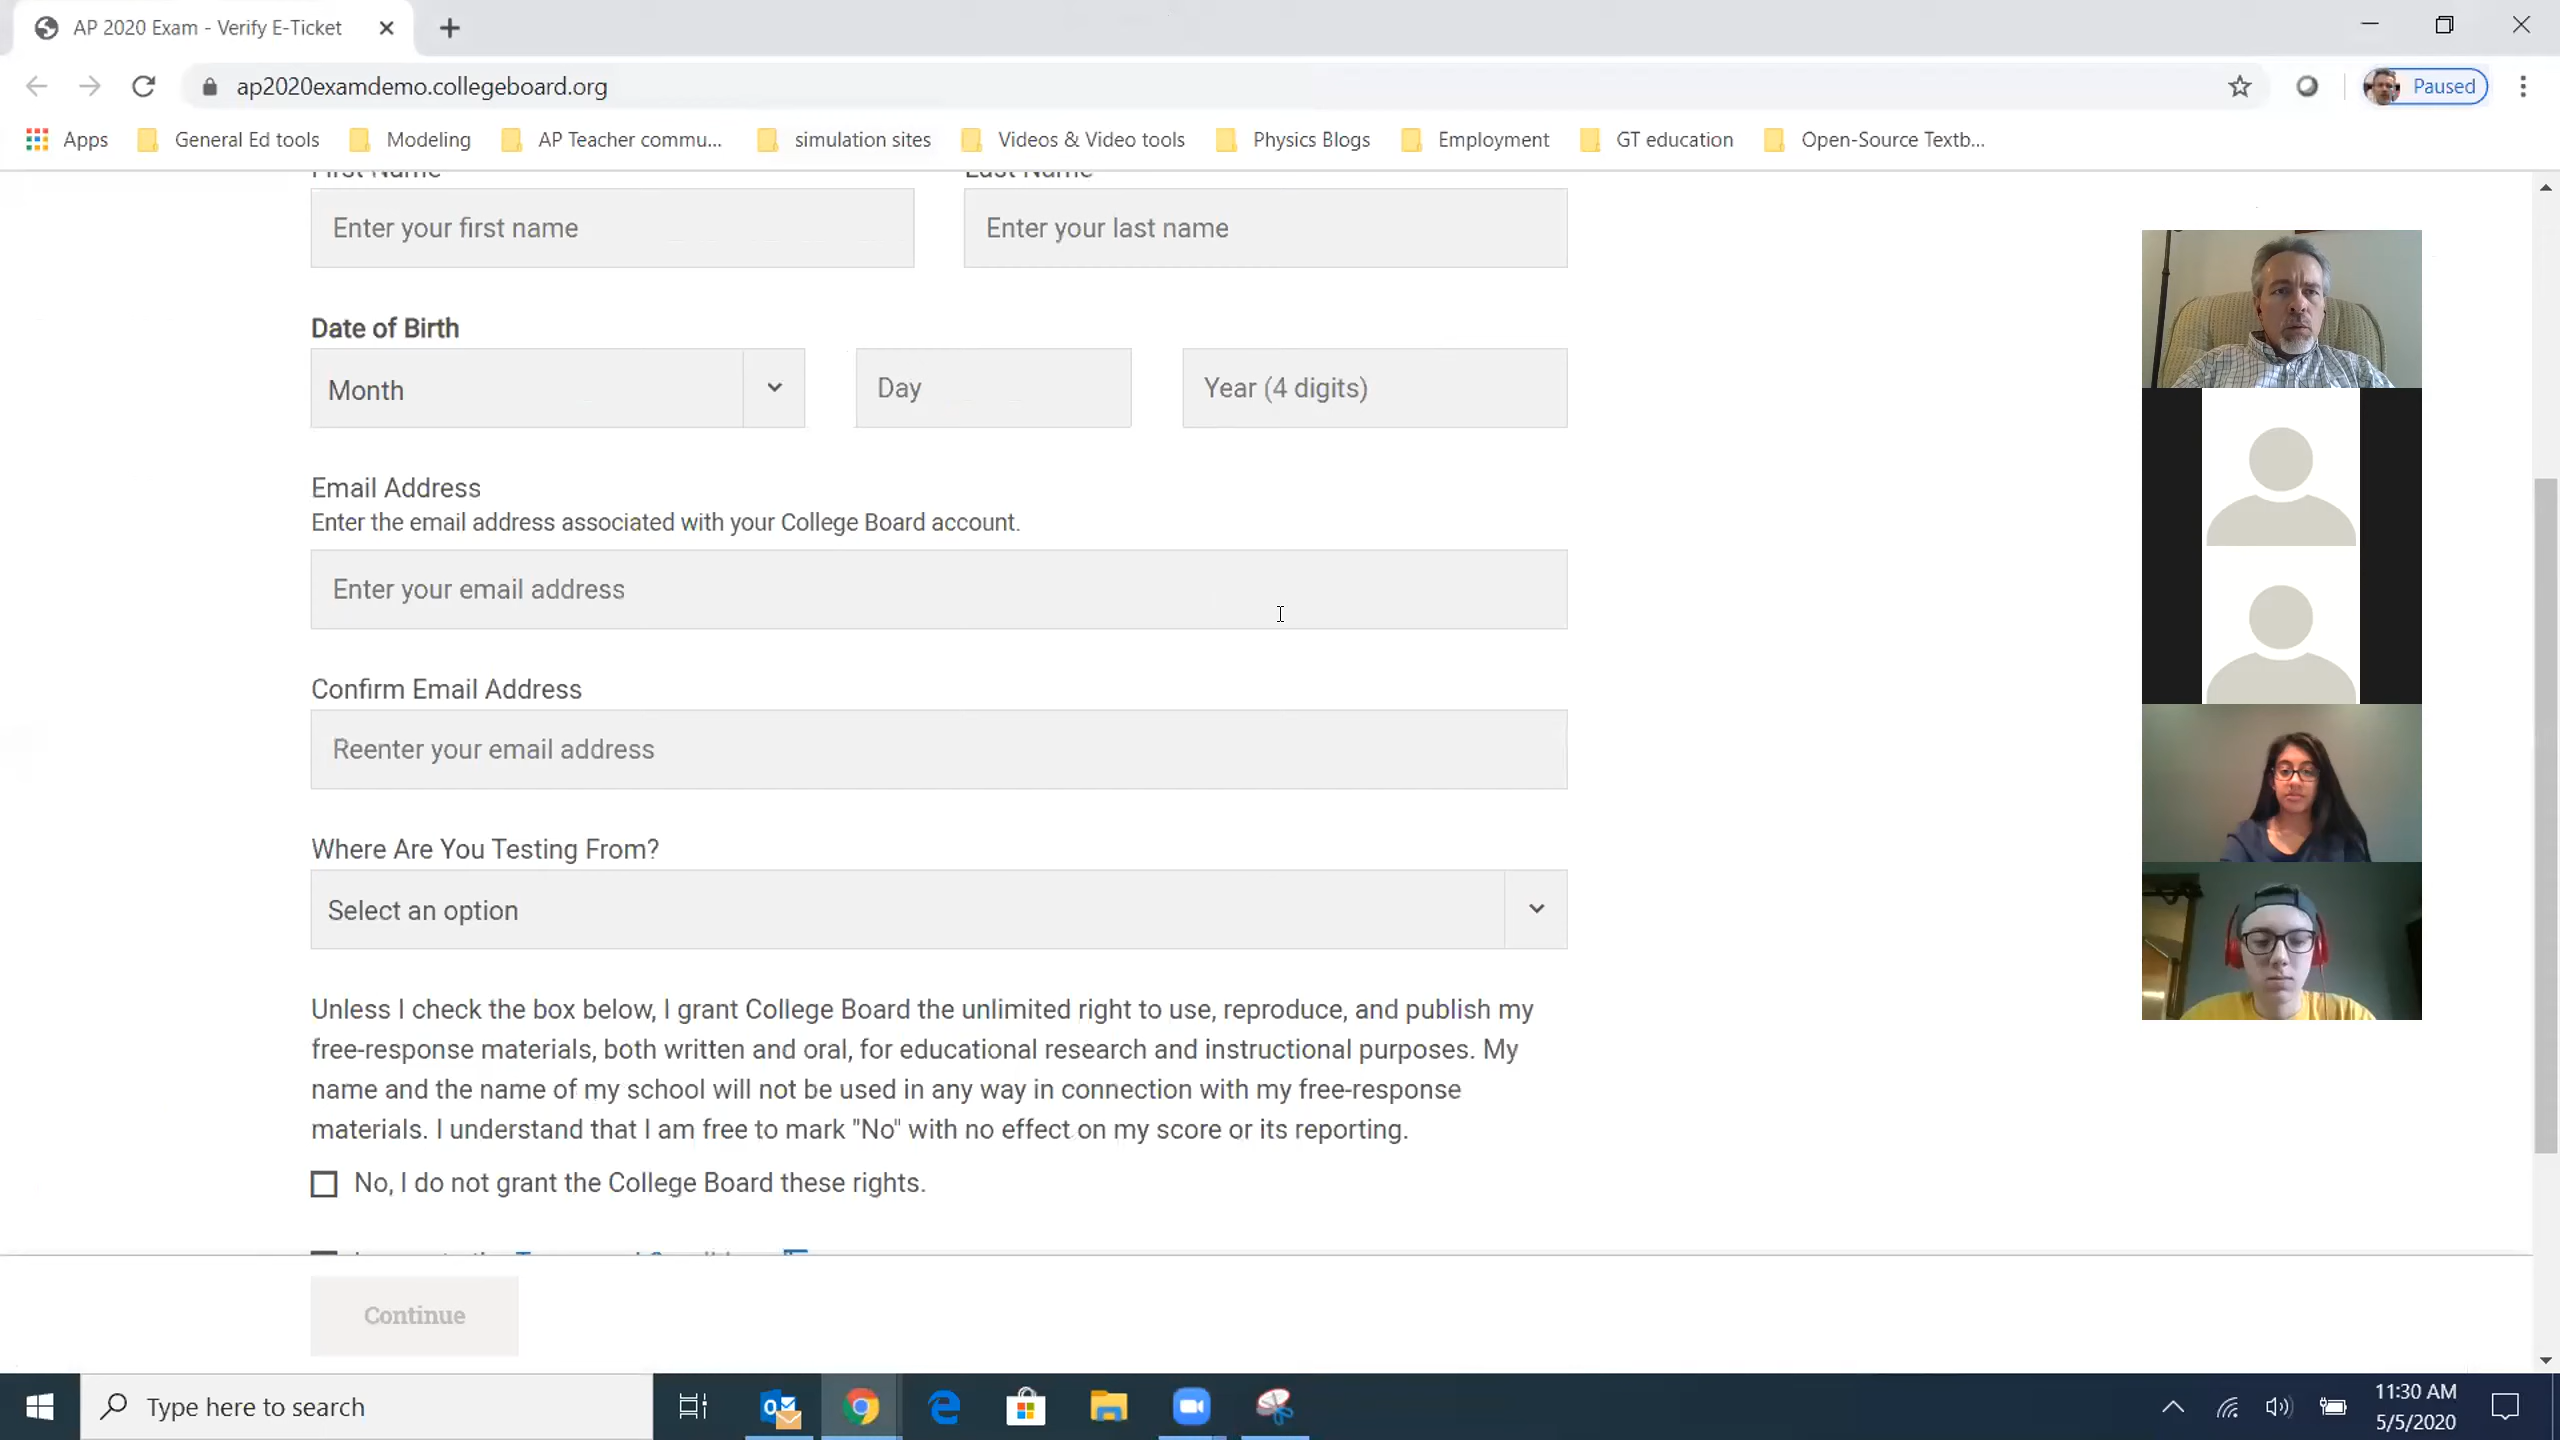 AP 2020 Exam - Verify E-Ticket
ap2020examdemo.collegeboard.org
Paused
Apps
General Ed tools
Modeling
AP Teacher commu...
simulation sites
Videos & Video tools
Physics Blogs
Employment
GT education
Open-Source Textb...
First Name
Last Name
Enter your first name
Enter your last name
Date of Birth
Month
Day
Year (4 digits)
Email Address
Enter the email address associated with your College Board account.
Enter your email address
Confirm Email Address
Reenter your email address
Where Are You Testing From?
Select an option
Unless I check the box below, I grant College Board the unlimited right to use, reproduce, and publish my
free-response materials, both written and oral, for educational research and instructional purposes. My
name and the name of my school will not be used in any way in connection with my free-response
materials. I understand that I am free to mark "No" with no effect on my score or its reporting.
No, I do not grant the College Board these rights.
Continue
Type here to search
11:30 AM
5/5/2020